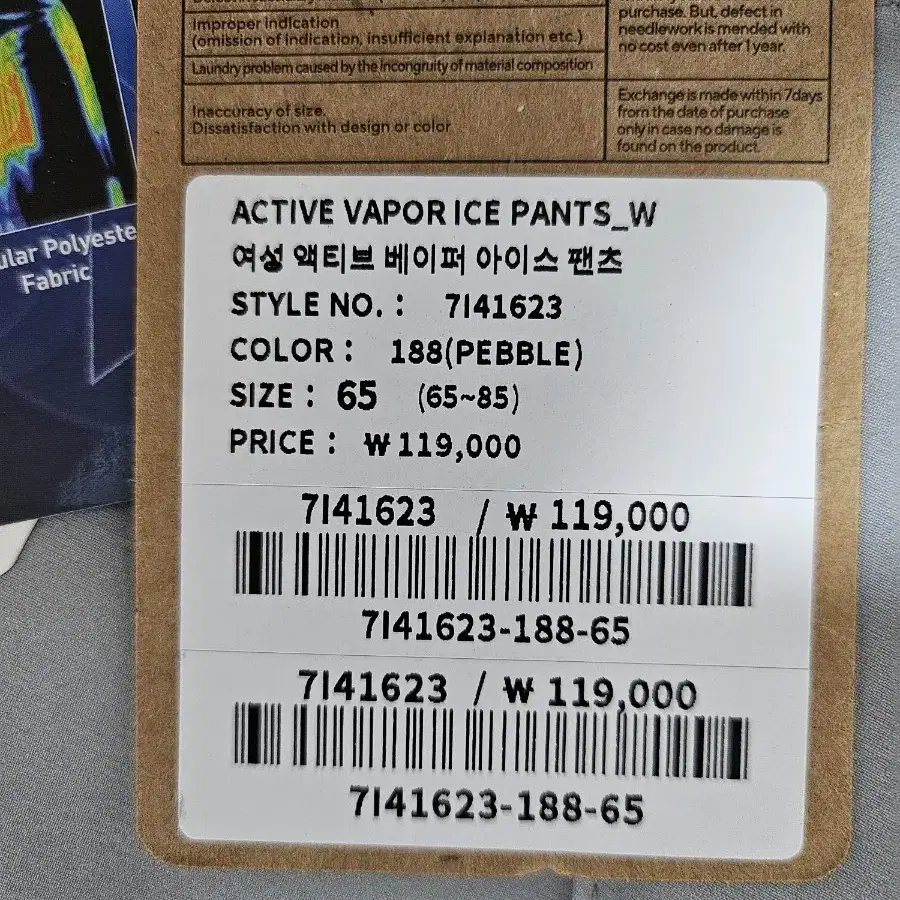 Improper indication
(omission of indication, insufficient explanation etc.)
Laundry problem caused by the incongruity of material composition
Inaccuracy of size,
Dissatisfaction with design or color
purchase. But, defect in
needlework is mended with
no cost even after 1 year.
Exchange is made within 7days
from the date of purchase
only in case no damage is
found on the product.
ular Polyeste
Fabric
ACTIVE VAPOR ICE PANTS_W
여성 액티브 베이퍼 아이스 팬츠
STYLE NO. : 7I41623
COLOR : 188(PEBBLE)
SIZE : 65 (65~85)
PRICE : ₩ 119,000
7I41623 / ₩ 119,000
7I41623-188-65
7I41623 / ₩ 119,000
7I41623-188-65